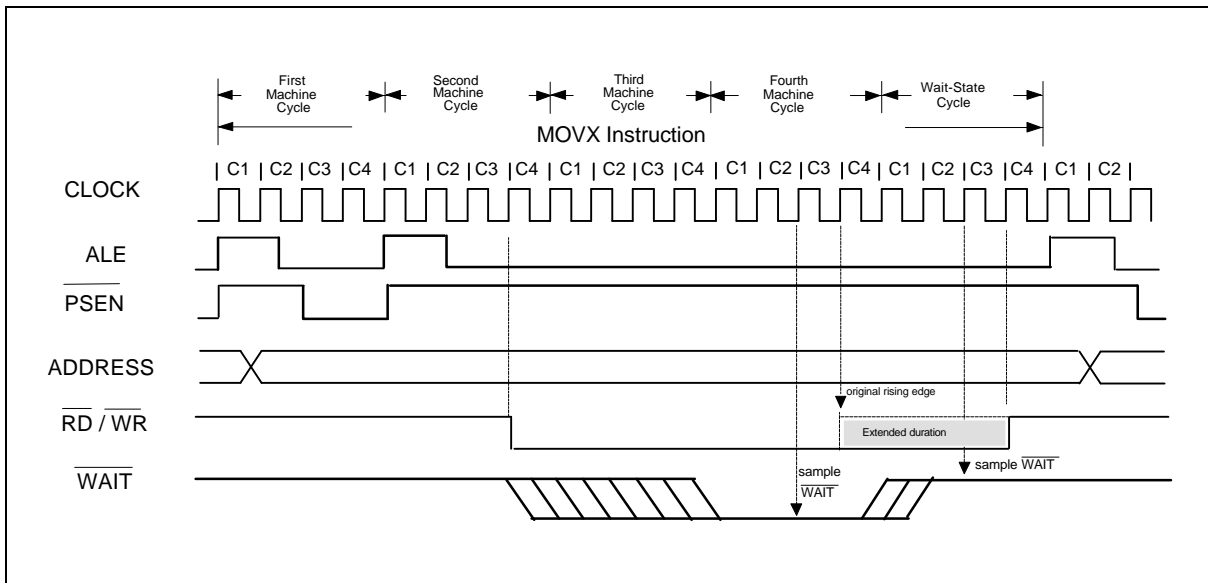 First Machine Cycle
Second Machine Cycle
Third Machine Cycle
Fourth Machine Cycle
Wait-State Cycle
MOVX Instruction
C1 C2 C3 C4 C1 C2 C3 C4 C1 C2 C3 C4 C1 C2 C3 C4 C1 C2 C3 C4 C1 C2
CLOCK
ALE
PSEN
ADDRESS
original rising edge
RD / WR
Extended duration
WAIT
sample WAIT
sample WAIT